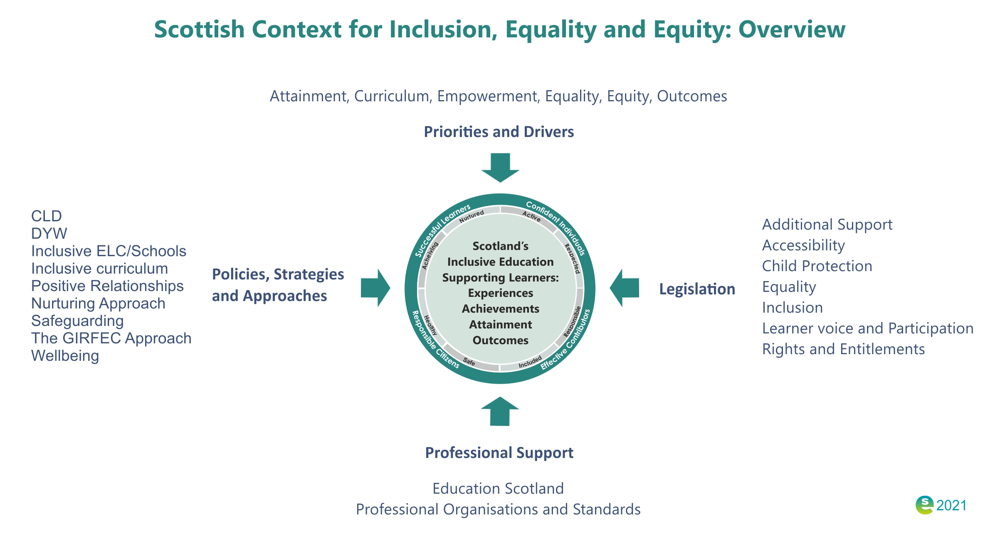 Scottish Context for Inclusion, Equality and Equity: Overview
Attainment, Curriculum, Empowerment, Equality, Equity, Outcomes
Priorities and Drivers
CLD
DYW
Inclusive ELC/Schools
Inclusive curriculum
Positive Relationships
Nurturing Approach
Safeguarding
The GIRFEC Approach
Wellbeing
Policies, Strategies
and Approaches
Successful Learners
Confident Individuals
Effective Contributors
Responsible Citizens
Nurtured
Active
Respected
Responsible
Included
Safe
Healthy
Acheiving
Scotland’s
Inclusive Education
Supporting Learners:
Experiences
Achievements
Attainment
Outcomes
Legislation
Additional Support
Accessibility
Child Protection
Equality
Inclusion
Learner voice and Participation
Rights and Entitlements
Professional Support
Education Scotland
Professional Organisations and Standards
es 2021